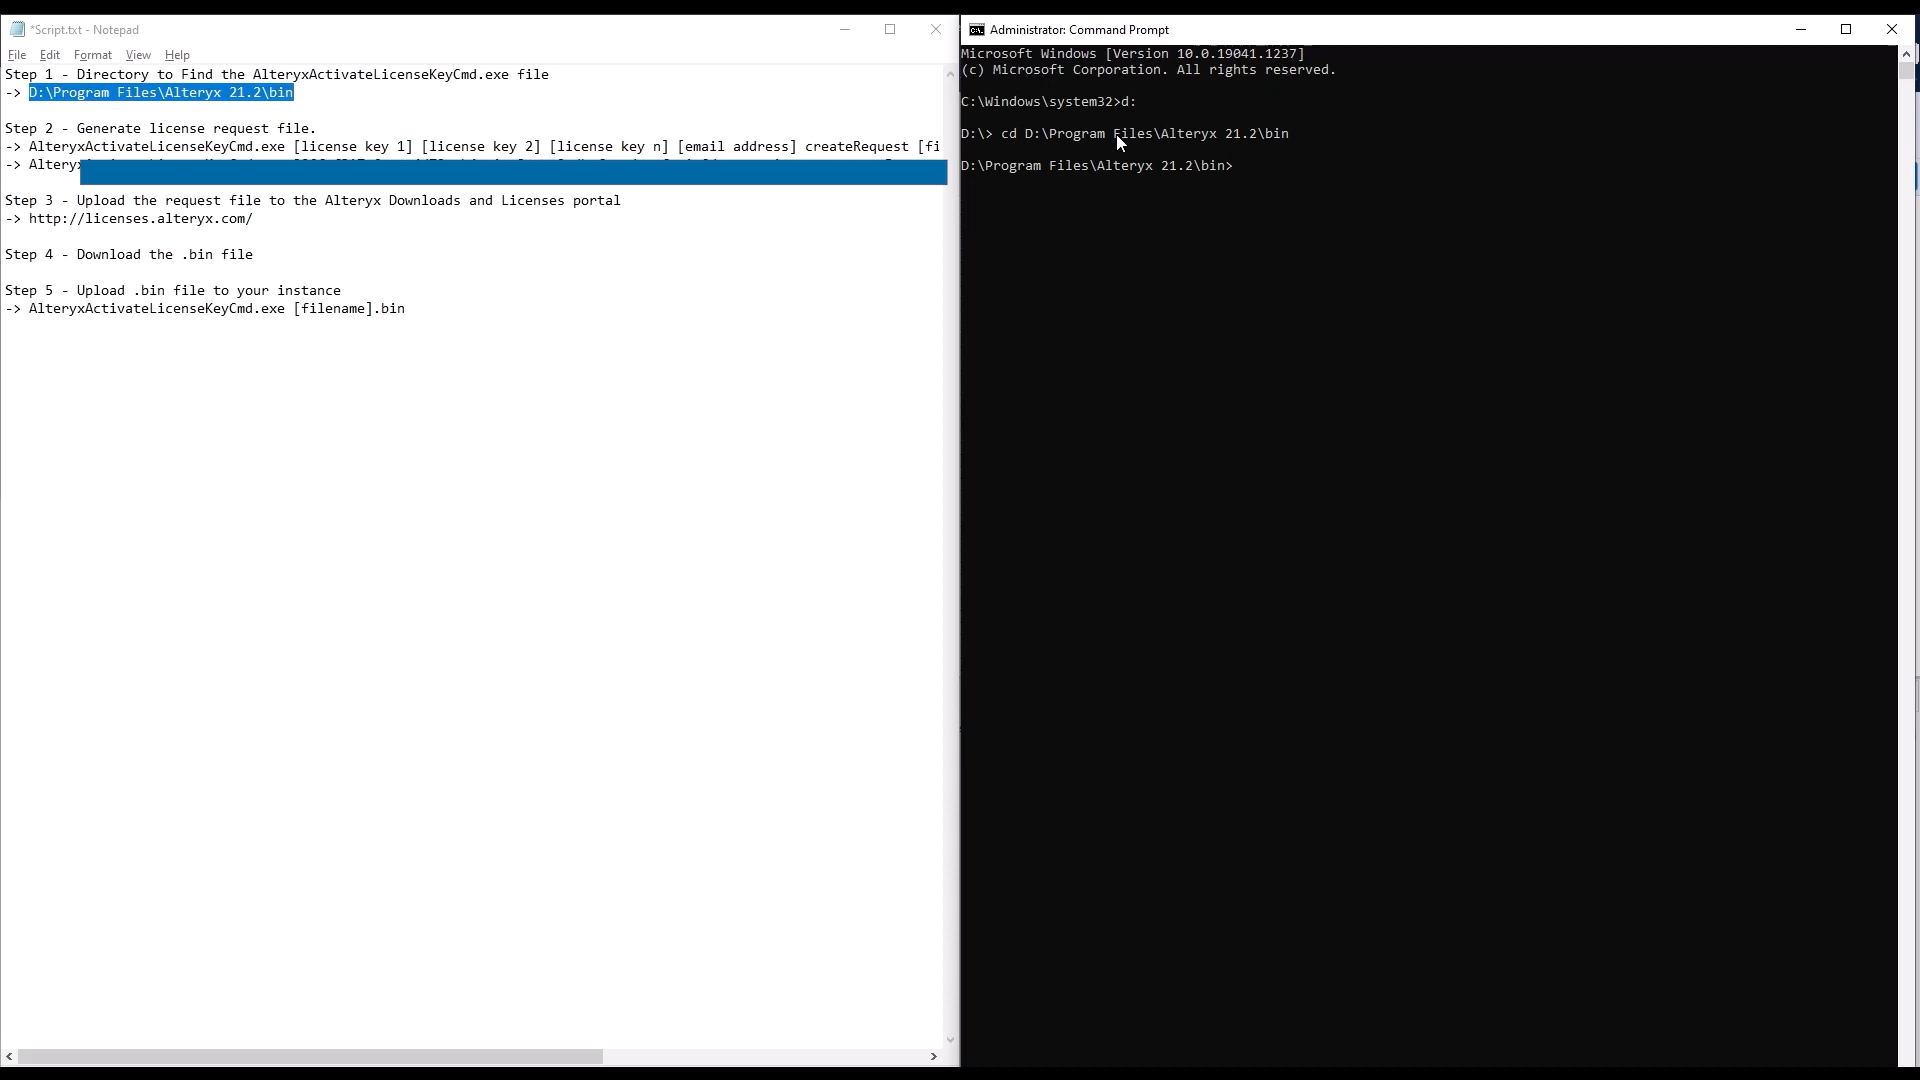 *Script.txt - Notepad
File Edit Format View Help
Step 1 - Directory to Find the AlteryxActivateLicenseKeyCmd.exe file
-> D:\Program Files\Alteryx 21.2\bin
Step 2 - Generate license request file.
-> AlteryxActivateLicenseKeyCmd.exe [license key 1] [license key 2] [license key n] [email address] createRequest [fi
-> Alteryx
Step 3 - Upload the request file to the Alteryx Downloads and Licenses portal
-> http://licenses.alteryx.com/
Step 4 - Download the .bin file
Step 5 - Upload .bin file to your instance
-> AlteryxActivateLicenseKeyCmd.exe [filename].bin
Administrator: Command Prompt
Microsoft Windows [Version 10.0.19041.1237]
(c) Microsoft Corporation. All rights reserved.
C:\Windows\system32>d:
D:\> cd D:\Program Files\Alteryx 21.2\bin
D:\Program Files\Alteryx 21.2\bin>